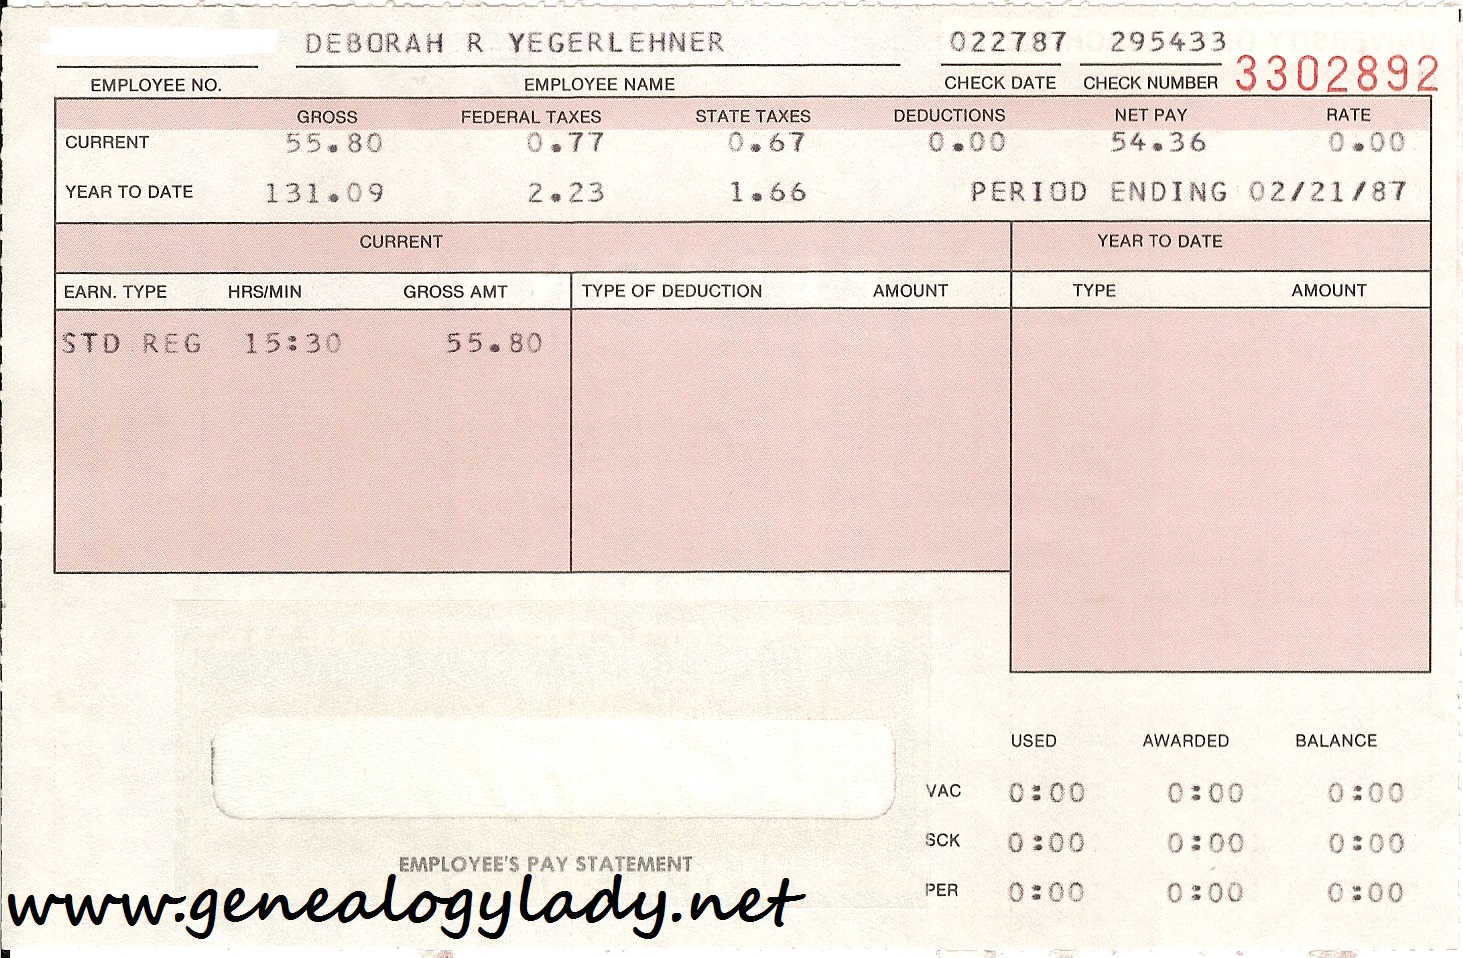 DEBORAH R YEGERLEHNER 022787 295433
EMPLOYEE NO. EMPLOYEE NAME CHECK DATE CHECK NUMBER 3302892
GROSS FEDERAL TAXES STATE TAXES DEDUCTIONS NET PAY RATE
CURRENT 55.80 0.77 0.67 0.00 54.36 0.00
YEAR TO DATE 131.09 2.23 1.66 PERIOD ENDING 02/21/87
CURRENT YEAR TO DATE
EARN. TYPE HRS/MIN GROSS AMT TYPE OF DEDUCTION AMOUNT TYPE AMOUNT
STD REG 15:30 55.80
USED AWARDED BALANCE
VAC 0:00 0:00 0:00
SCK 0:00 0:00 0:00
EMPLOYEE'S PAY STATEMENT
PER 0:00 0:00 0:00
www.genealogylady.net